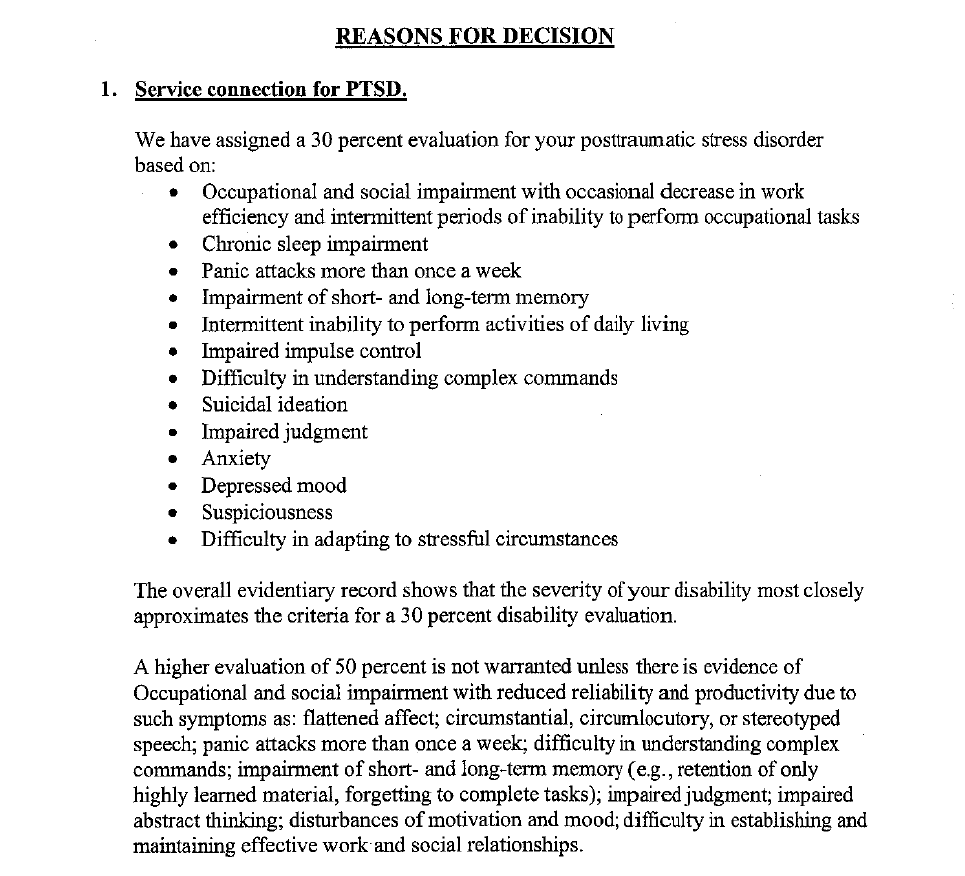 REASONS FOR DECISION
1. Service connection for PTSD.
We have assigned a 30 percent evaluation for your posttraumatic stress disorder
based on:
• Occupational and social impairment with occasional decrease in work
efficiency and intermittent periods of inability to perform occupational tasks
• Chronic sleep impairment
• Panic attacks more than once a week
• Impairment of short- and long-term memory
• Intermittent inability to perform activities of daily living
• Impaired impulse control
• Difficulty in understanding complex commands
• Suicidal ideation
• Impaired judgment
• Anxiety
• Depressed mood
• Suspiciousness
• Difficulty in adapting to stressful circumstances
The overall evidentiary record shows that the severity of your disability most closely
approximates the criteria for a 30 percent disability evaluation.
A higher evaluation of 50 percent is not warranted unless there is evidence of
Occupational and social impairment with reduced reliability and productivity due to
such symptoms as: flattened affect; circumstantial, circumlocutory, or stereotyped
speech; panic attacks more than once a week; difficulty in understanding complex
commands; impairment of short- and long-term memory (e.g., retention of only
highly learned material, forgetting to complete tasks); impaired judgment; impaired
abstract thinking; disturbances of motivation and mood; difficulty in establishing and
maintaining effective work and social relationships.